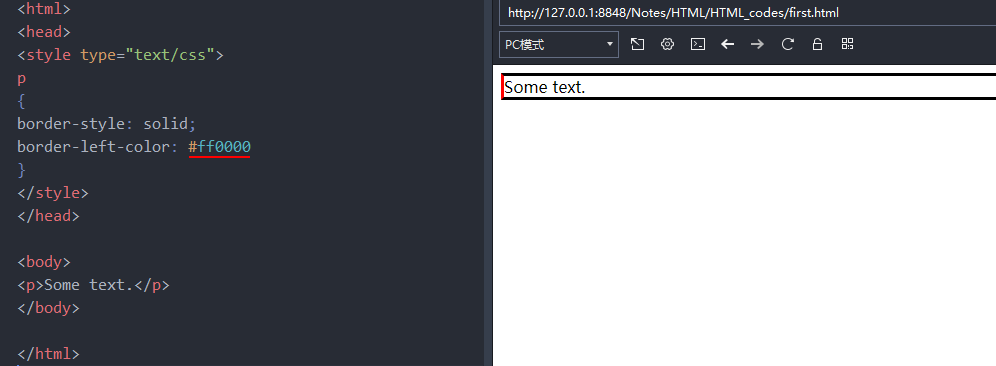 <html>
<head>
<style type="text/css">
p
{
border-style: solid;
border-left-color: #ff0000
}
</style>
</head>
<body>
<p>Some text.</p>
</body>
</html>
http://127.0.0.1:8848/Notes/HTML/HTML_codes/first.html
PC模式
Some text.